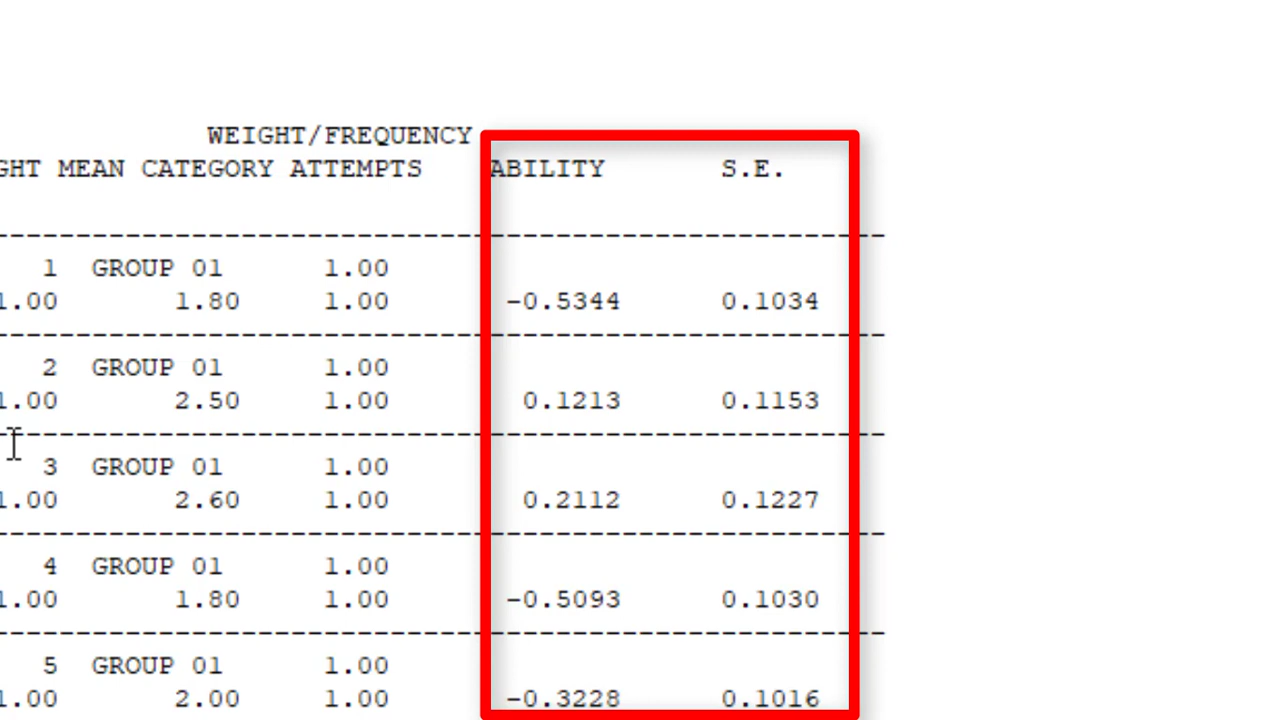 WEIGHT/FREQUENCY
GHT MEAN CATEGORY ATTEMPTS ABILITY S.E.
--------------------------------------------------------
1 GROUP 01 1.00
1.00 1.80 1.00 -0.5344 0.1034
--------------------------------------------------------
2 GROUP 01 1.00
1.00 2.50 1.00 0.1213 0.1153
--------------------------------------------------------
3 GROUP 01 1.00
1.00 2.60 1.00 0.2112 0.1227
--------------------------------------------------------
4 GROUP 01 1.00
1.00 1.80 1.00 -0.5093 0.1030
--------------------------------------------------------
5 GROUP 01 1.00
1.00 2.00 1.00 -0.3228 0.1016